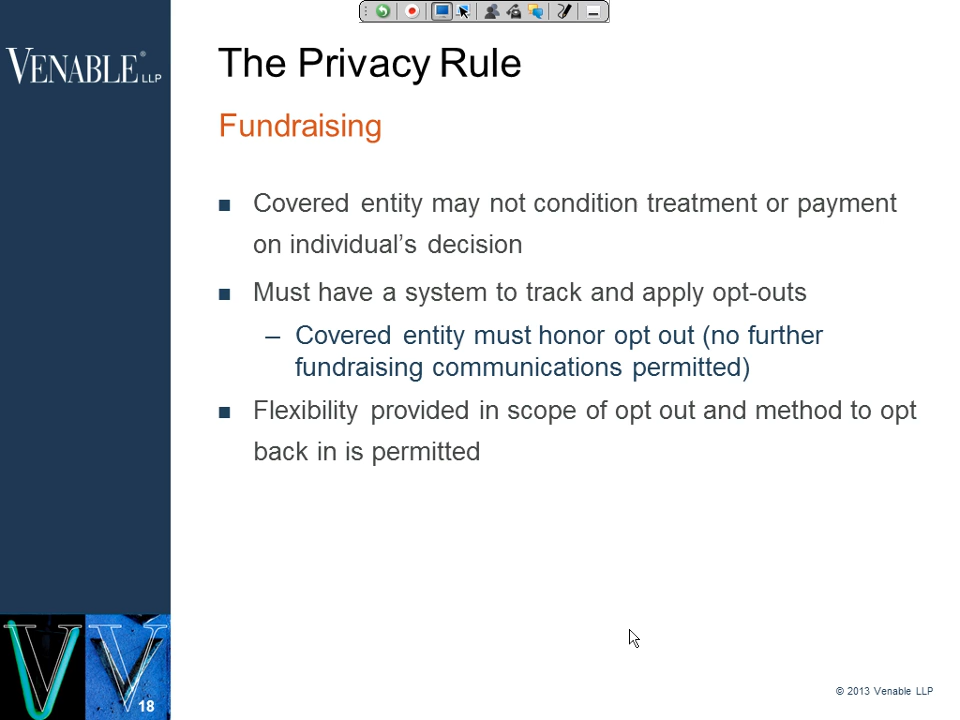 VENABLE® LLP
The Privacy Rule
Fundraising
Covered entity may not condition treatment or payment
on individual’s decision
Must have a system to track and apply opt-outs
– Covered entity must honor opt out (no further
fundraising communications permitted)
Flexibility provided in scope of opt out and method to opt
back in is permitted
18
© 2013 Venable LLP